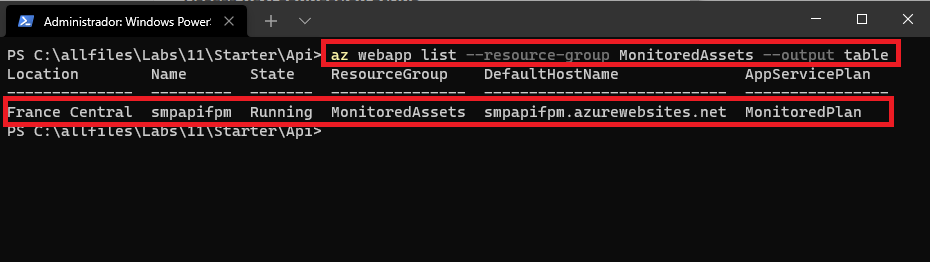 Administrador: Windows PowerS
PS C:\allfiles\Labs\11\Starter\Api> az webapp list --resource-group MonitoredAssets --output table
Location        Name      State    ResourceGroup    DefaultHostName             AppServicePlan
--------------  --------  -------  ---------------  --------------------------  ----------------
France Central  smpapifpm  Running  MonitoredAssets  smpapifpm.azurewebsites.net  MonitoredPlan
PS C:\allfiles\Labs\11\Starter\Api>